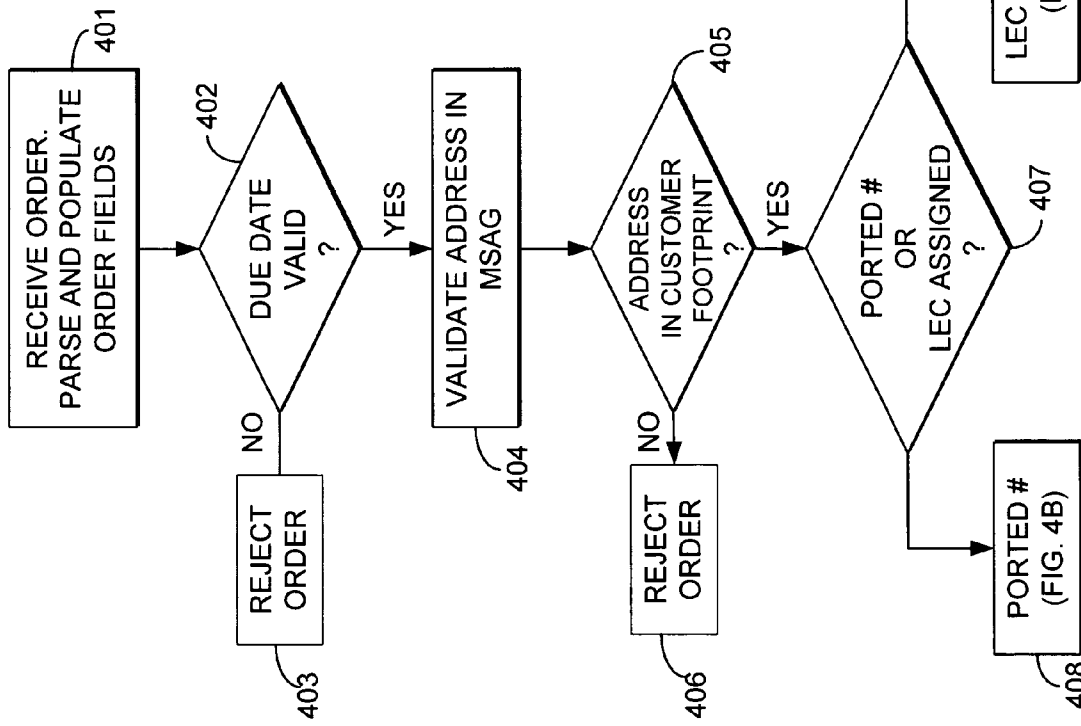 401
RECEIVE ORDER.
PARSE AND POPULATE
ORDER FIELDS
402
DUE DATE
VALID
?
NO
YES
REJECT
ORDER
403
VALIDATE ADDRESS IN
MSAG
404
405
ADDRESS
IN CUSTOMER
FOOTPRINT
?
NO
YES
REJECT
ORDER
406
PORTED #
OR
LEC ASSIGNED
?
407
PORTED #
(FIG. 4B)
408
LEC